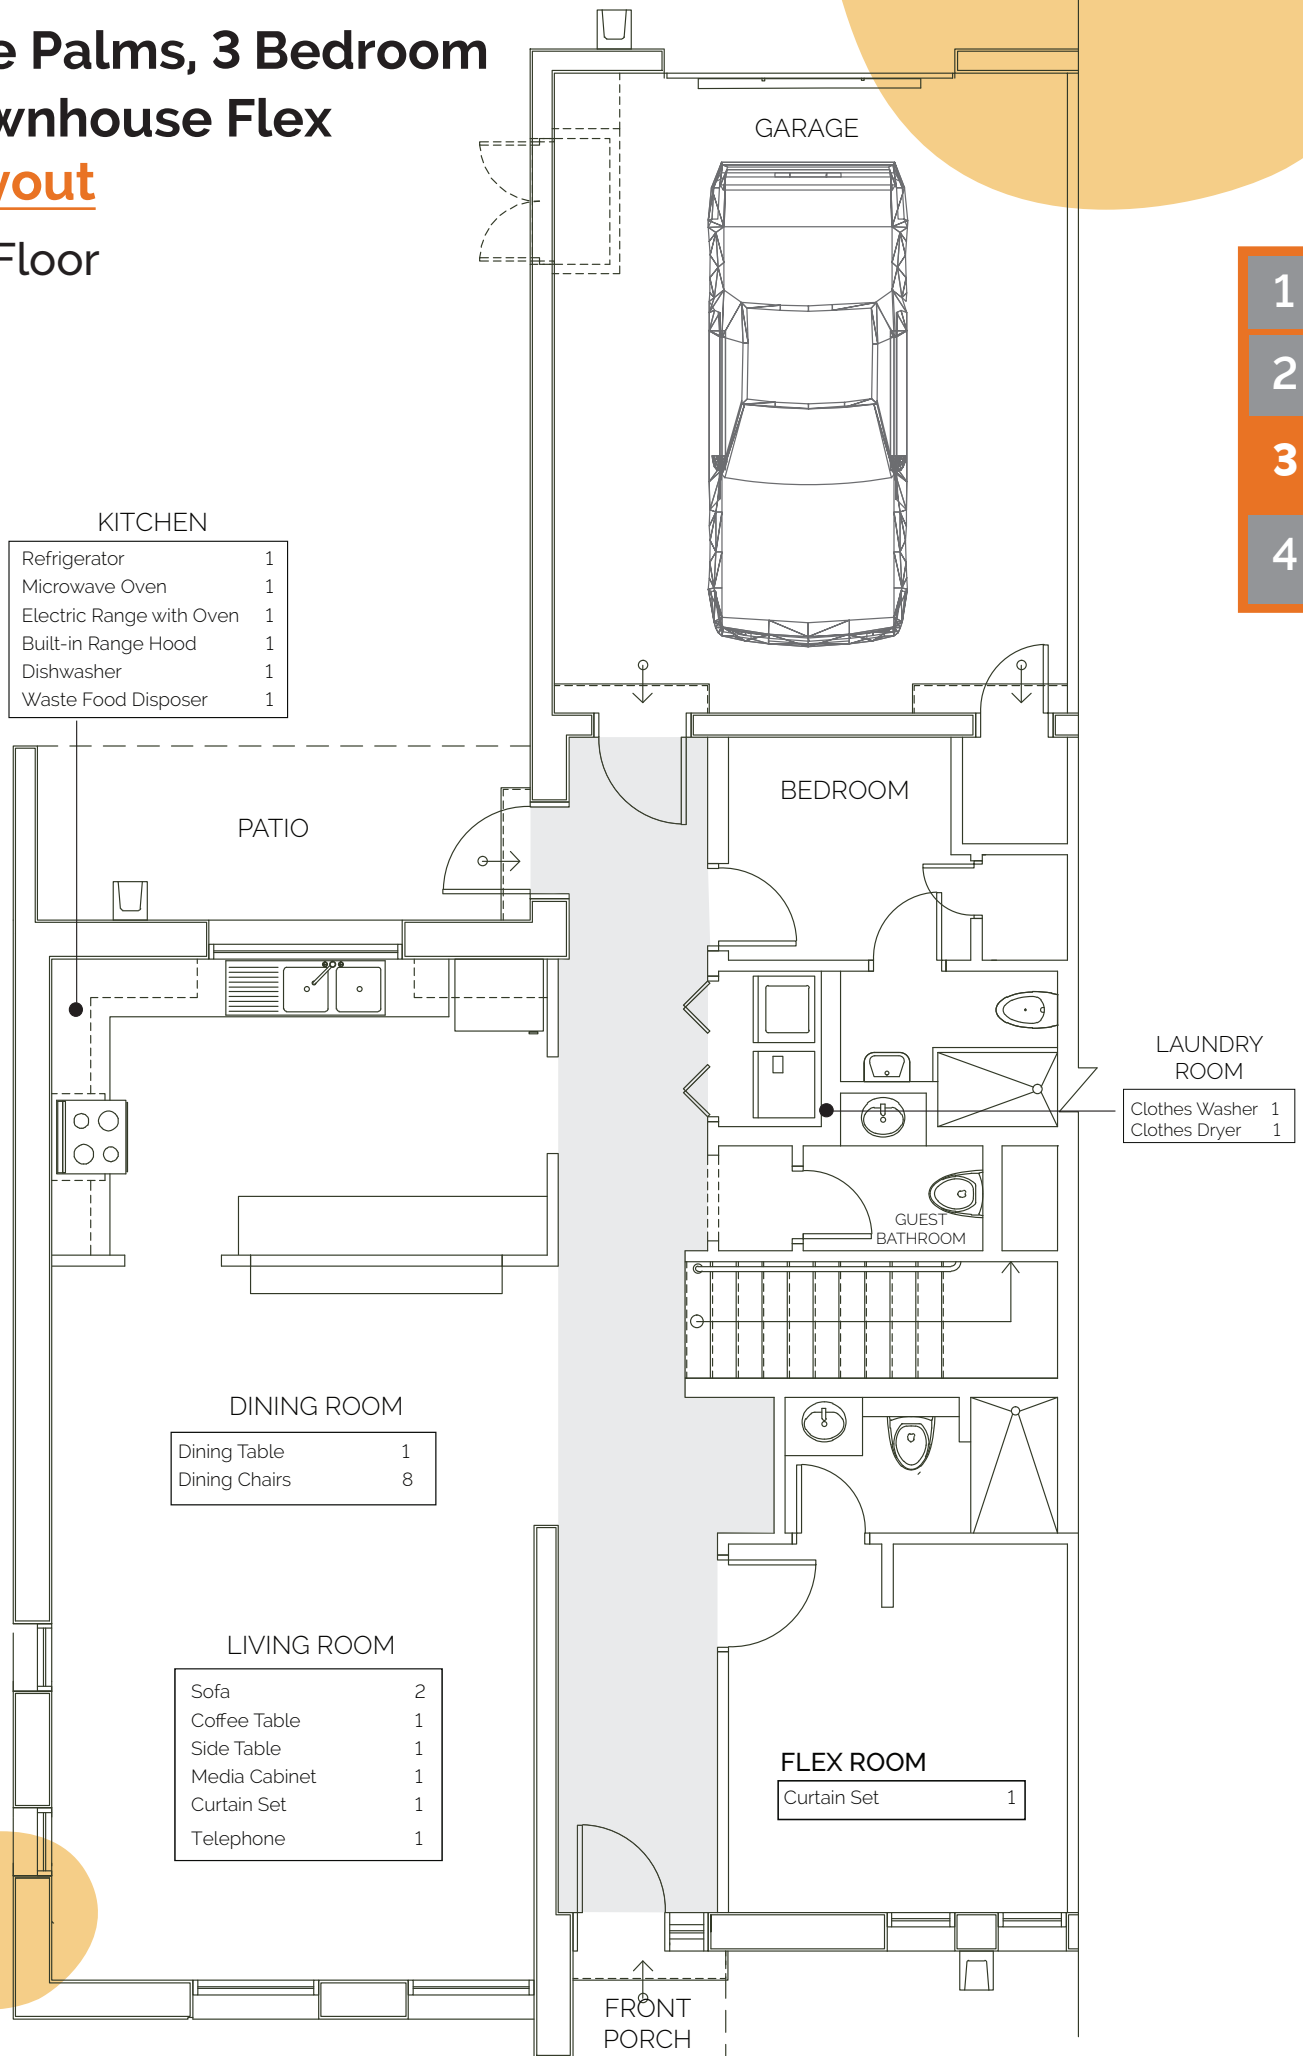 e Palms, 3 Bedroom
wnhouse Flex
yout
Floor
GARAGE
1
2
3
4
KITCHEN
Refrigerator 1
Microwave Oven 1
Electric Range with Oven 1
Built-in Range Hood 1
Dishwasher 1
Waste Food Disposer 1
BEDROOM
PATIO
LAUNDRY
ROOM
Clothes Washer 1
Clothes Dryer 1
GUEST
BATHROOM
DINING ROOM
Dining Table 1
Dining Chairs 8
LIVING ROOM
Sofa 2
Coffee Table 1
Side Table 1
Media Cabinet 1
Curtain Set 1
Telephone 1
FLEX ROOM
Curtain Set 1
FRONT
PORCH